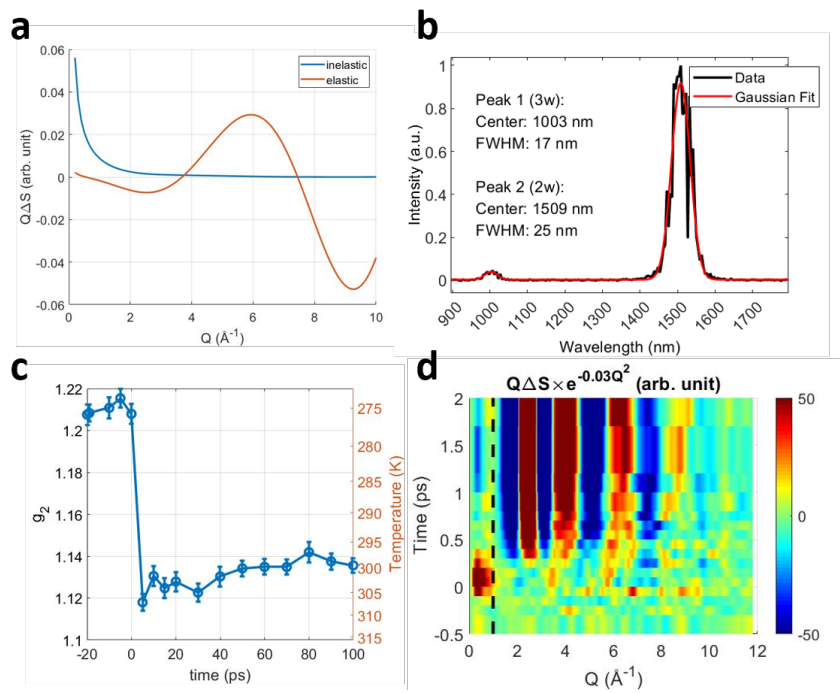 a
0.06
0.04
0.02
0
-0.02
-0.04
-0.06
QΔS (arb. unit)
inelastic
elastic
0
2
4
6
8
10
Q (Å⁻¹)
b
1
0.8
0.6
0.4
0.2
0
Intensity (a.u.)
Data
Gaussian Fit
Peak 1 (3w):
Center: 1003 nm
FWHM: 17 nm
Peak 2 (2w):
Center: 1509 nm
FWHM: 25 nm
900
1000
1100
1200
1300
1400
1500
1600
1700
Wavelength (nm)
c
1.22
1.2
1.18
1.16
1.14
1.12
1.1
g₂
275
280
285
290
295
300
305
310
315
Temperature (K)
-20
0
20
40
60
80
100
time (ps)
d
QΔS×e^-0.03Q² (arb. unit)
2
1.5
1
0.5
0
-0.5
Time (ps)
0
2
4
6
8
10
12
Q (Å⁻¹)
50
0
-50